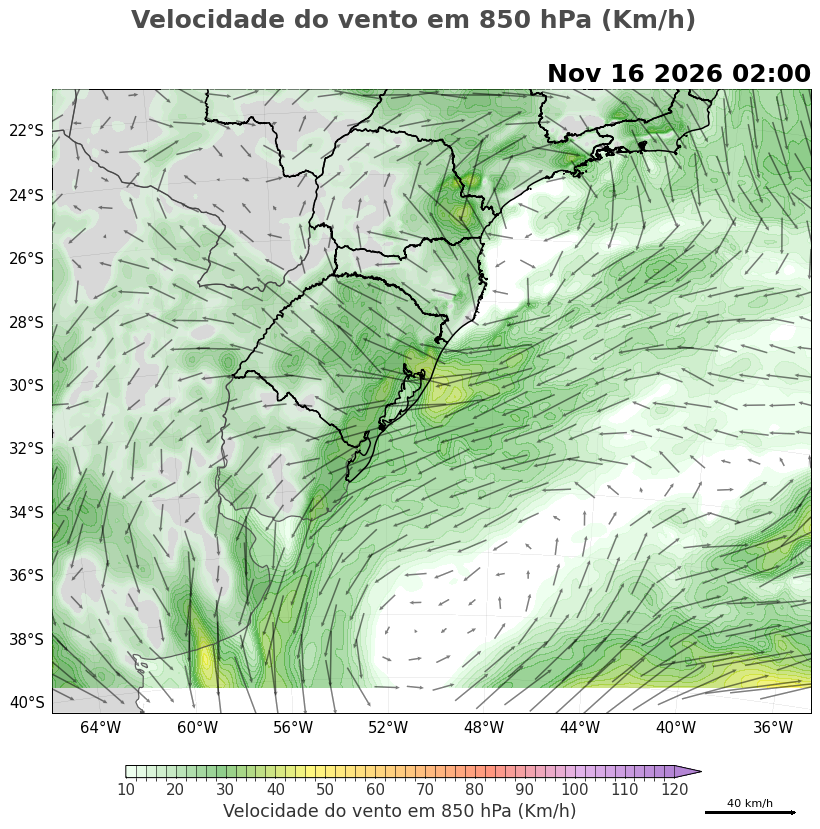 Velocidade do vento em 850 hPa (Km/h)
Nov 16 2026 02:00
22°S
24°S
26°S
28°S
30°S
32°S
34°S
36°S
38°S
40°S
64°W 60°W 56°W 52°W 48°W 44°W 40°W 36°W
10 20 30 40 50 60 70 80 90 100 110 120
Velocidade do vento em 850 hPa (Km/h)
40 km/h